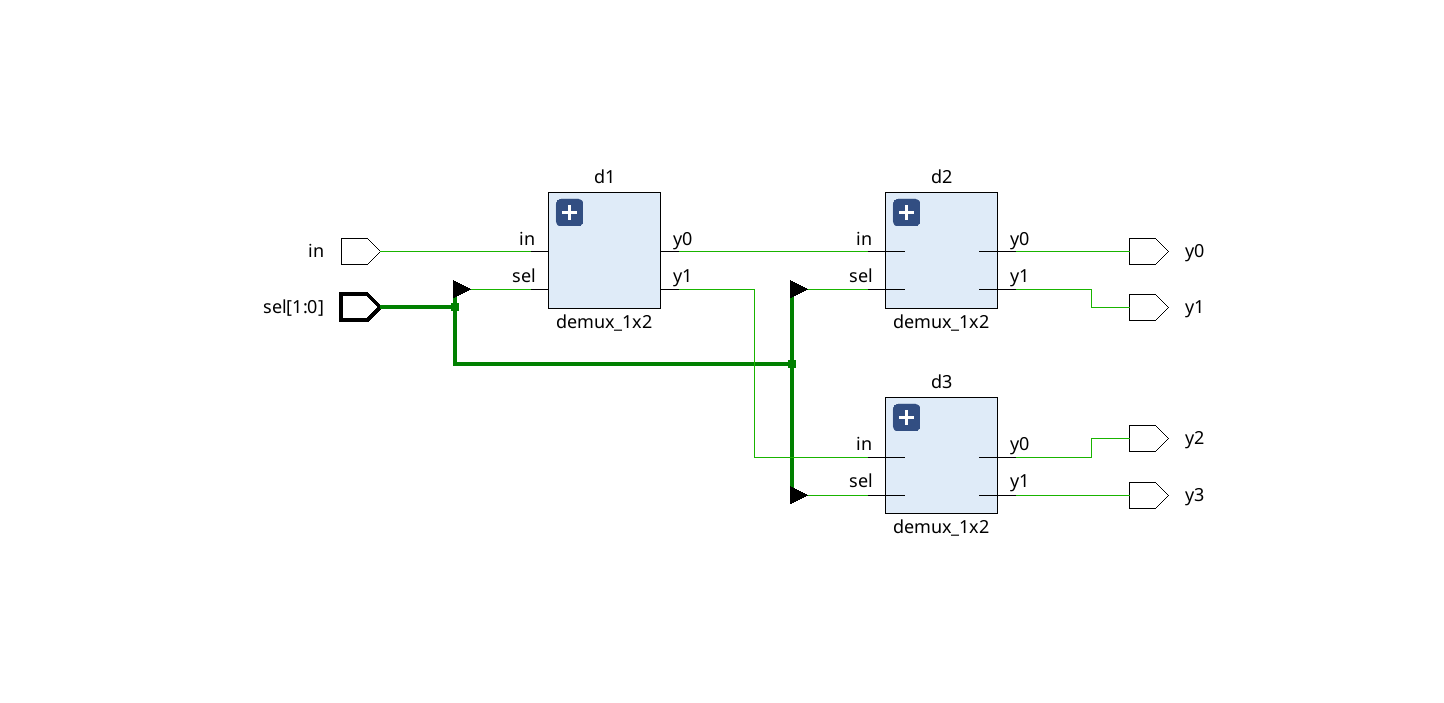 d1
d2
in
in
y0
in
y0
y0
sel
y1
sel
y1
sel[1:0]
y1
demux_1x2
demux_1x2
d3
in
y0
y2
sel
y1
y3
demux_1x2